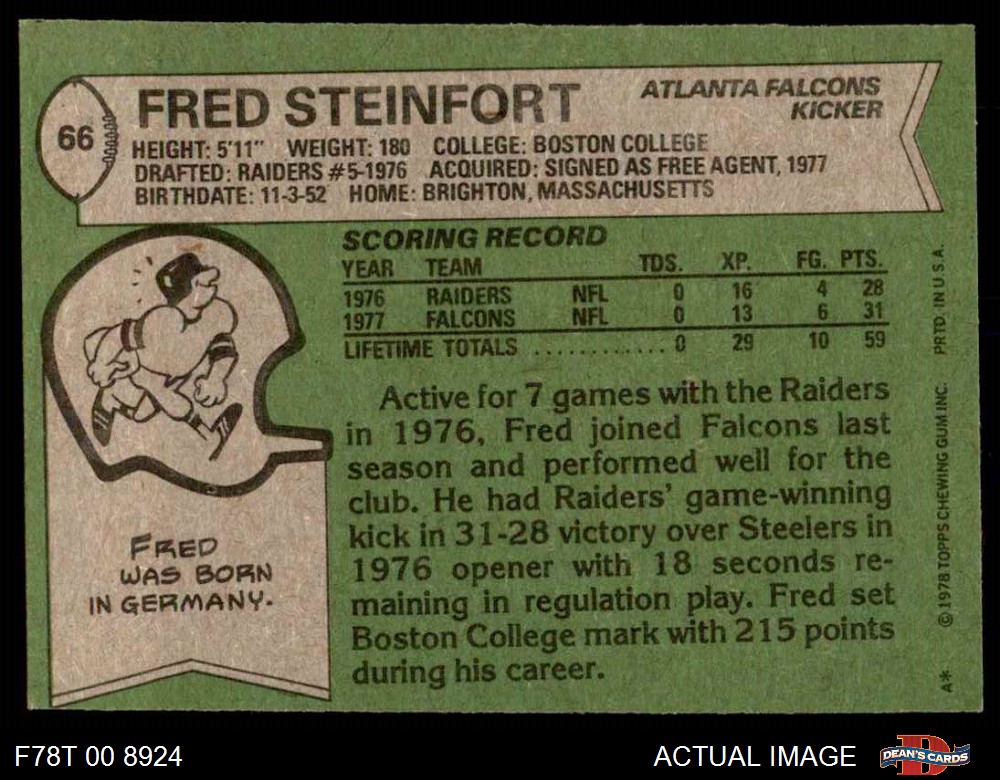 66
FRED STEINFORT
ATLANTA FALCONS
KICKER
HEIGHT: 5'11" WEIGHT: 180 COLLEGE: BOSTON COLLEGE
DRAFTED: RAIDERS #5-1976 ACQUIRED: SIGNED AS FREE AGENT, 1977
BIRTHDATE: 11-3-52 HOME: BRIGHTON, MASSACHUSETTS
SCORING RECORD
YEAR TEAM TDS. XP. FG. PTS.
1976 RAIDERS NFL 0 16 4 28
1977 FALCONS NFL 0 13 6 31
LIFETIME TOTALS ............ 0 29 10 59
Active for 7 games with the Raiders
in 1976, Fred joined Falcons last
season and performed well for the
club. He had Raiders' game-winning
kick in 31-28 victory over Steelers in
1976 opener with 18 seconds re-
maining in regulation play. Fred set
Boston College mark with 215 points
during his career.
FRED
WAS BORN
IN GERMANY.
A* © 1978 TOPPS CHEWING GUM INC. PRTD. IN U.S.A.
F78T 00 8924
ACTUAL IMAGE
D
DEAN'S CARDS